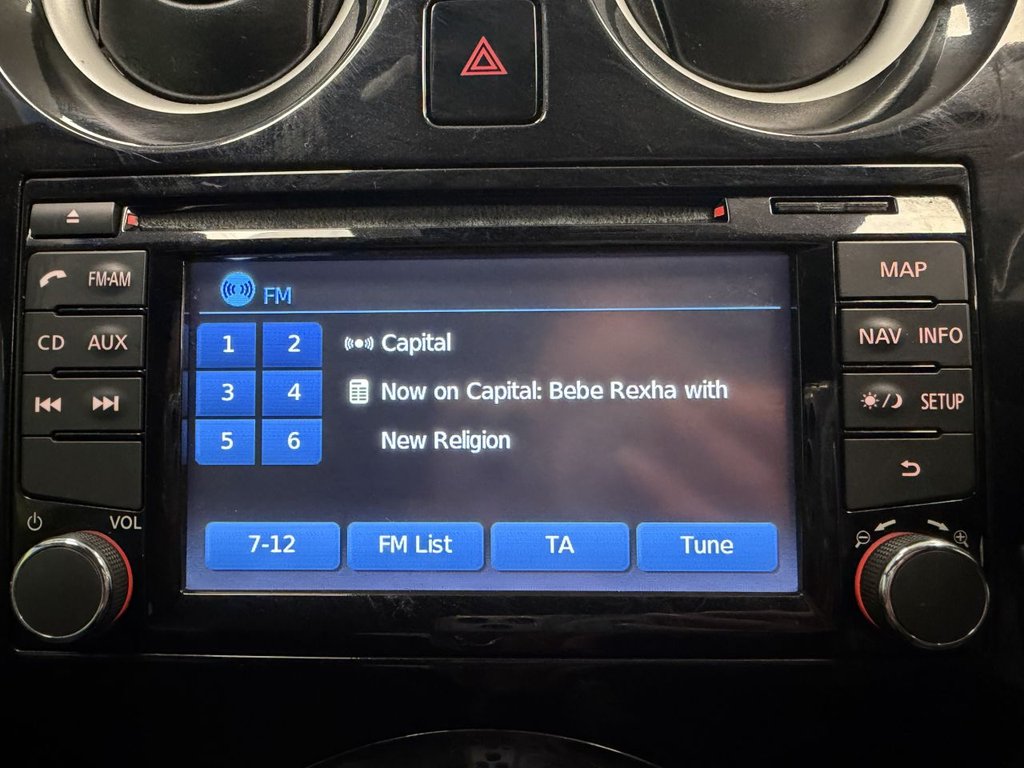 FM·AM
CD AUX
VOL
FM
1 2
3 4
5 6
Capital
Now on Capital: Bebe Rexha with
New Religion
7-12 FM List TA Tune
MAP
NAV INFO
SETUP